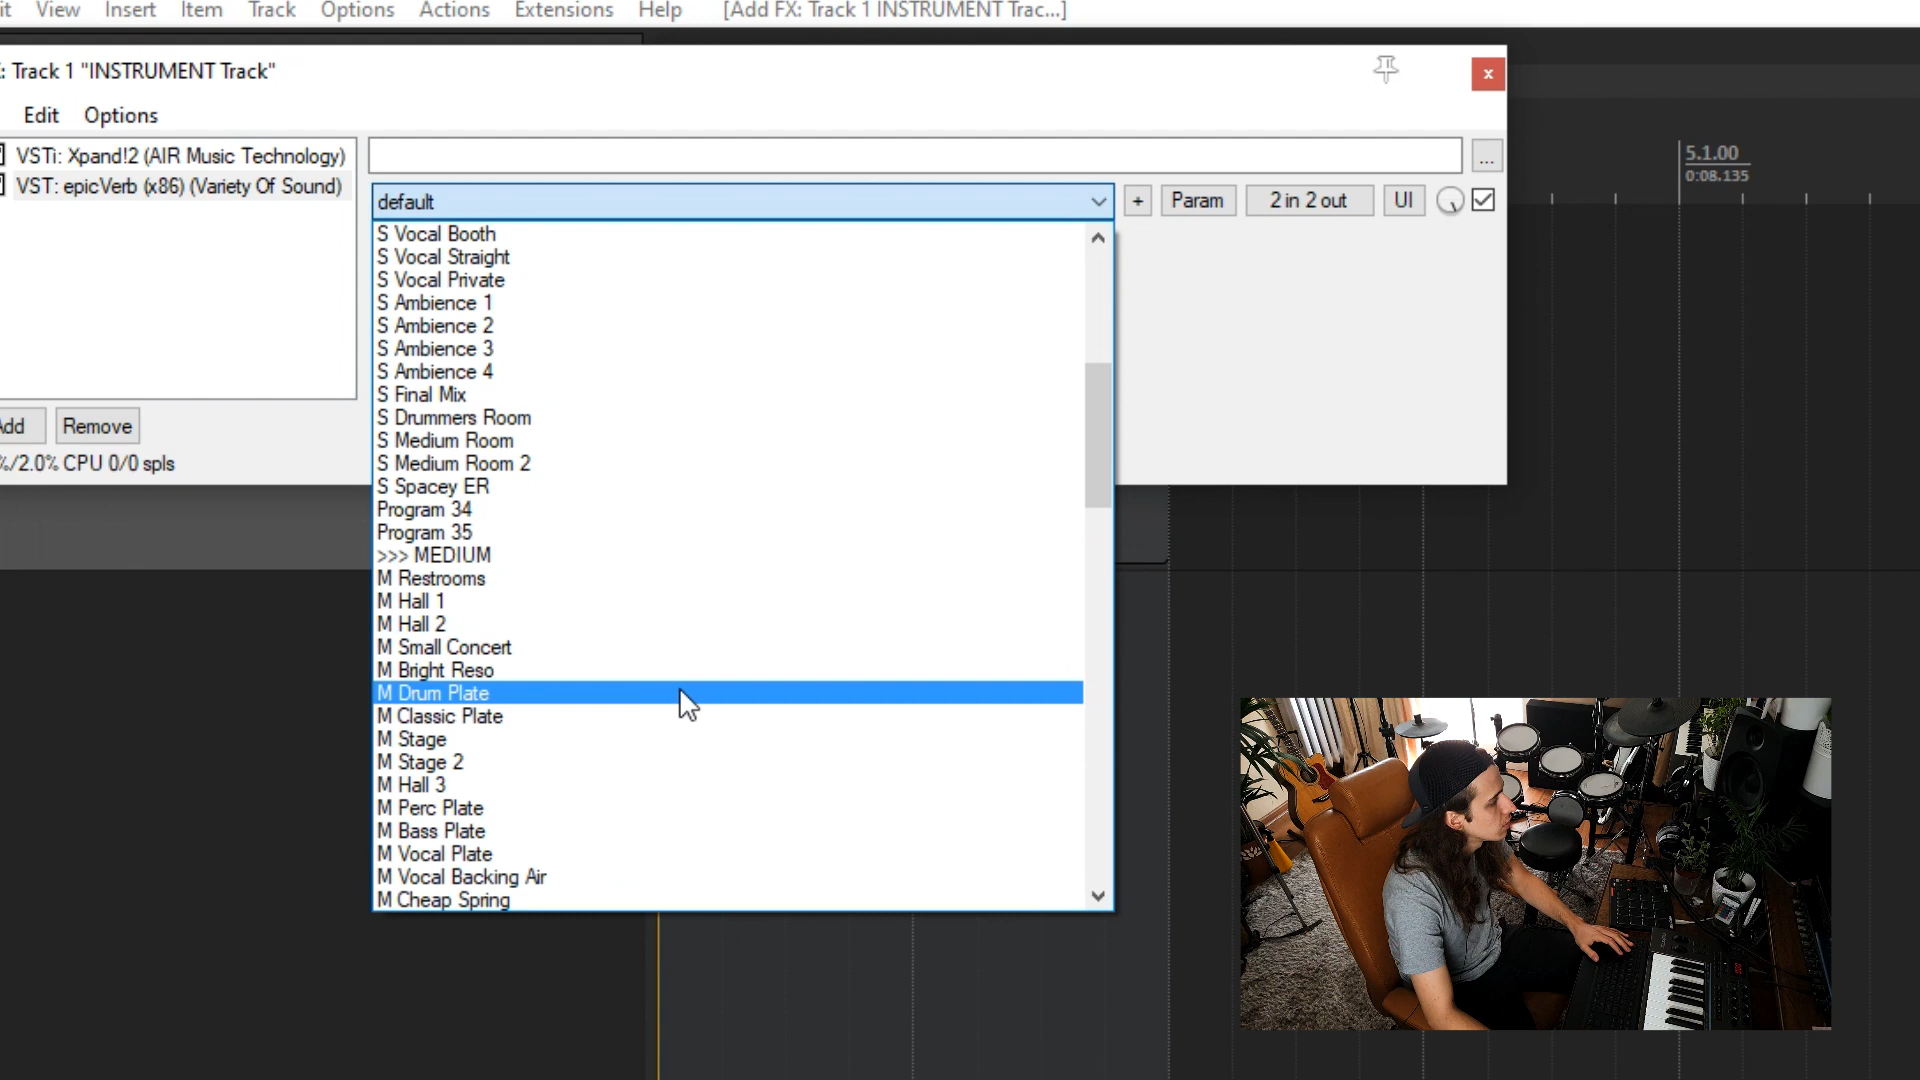 it View Insert Item Track Options Actions Extensions Help [Add FX: Track 1 INSTRUMENT Trac...]
: Track 1 "INSTRUMENT Track"
x
Edit Options
VSTi: Xpand!2 (AIR Music Technology)
...
5.1.00
0:08.135
VST: epicVerb (x86) (Variety Of Sound)
default
+ Param 2 in 2 out UI
S Vocal Booth
S Vocal Straight
S Vocal Private
S Ambience 1
S Ambience 2
S Ambience 3
S Ambience 4
S Final Mix
S Drummers Room
S Medium Room
S Medium Room 2
S Spacey ER
Program 34
Program 35
>>> MEDIUM
M Restrooms
M Hall 1
M Hall 2
M Small Concert
M Bright Reso
M Drum Plate
M Classic Plate
M Stage
M Stage 2
M Hall 3
M Perc Plate
M Bass Plate
M Vocal Plate
M Vocal Backing Air
M Cheap Spring
Add Remove
%/2.0% CPU 0/0 spls